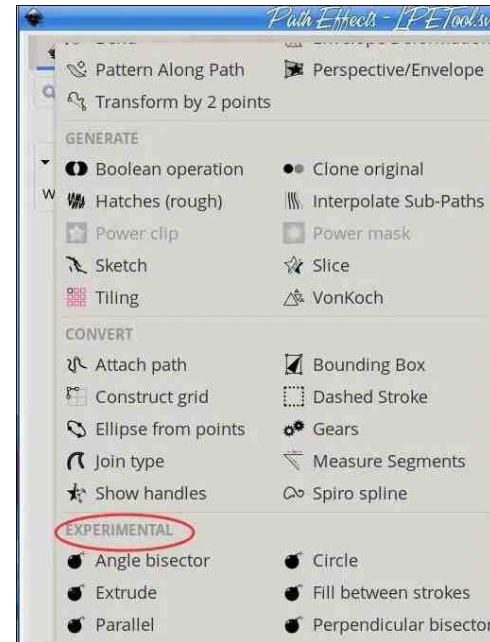 Path Effects - LPETool.sv
Pattern Along Path Perspective/Envelope
Transform by 2 points
GENERATE
Boolean operation Clone original
Hatches (rough) Interpolate Sub-Paths
Power clip Power mask
Sketch Slice
Tiling VonKoch
CONVERT
Attach path Bounding Box
Construct grid Dashed Stroke
Ellipse from points Gears
Join type Measure Segments
Show handles Spiro spline
EXPERIMENTAL
Angle bisector Circle
Extrude Fill between strokes
Parallel Perpendicular bisector